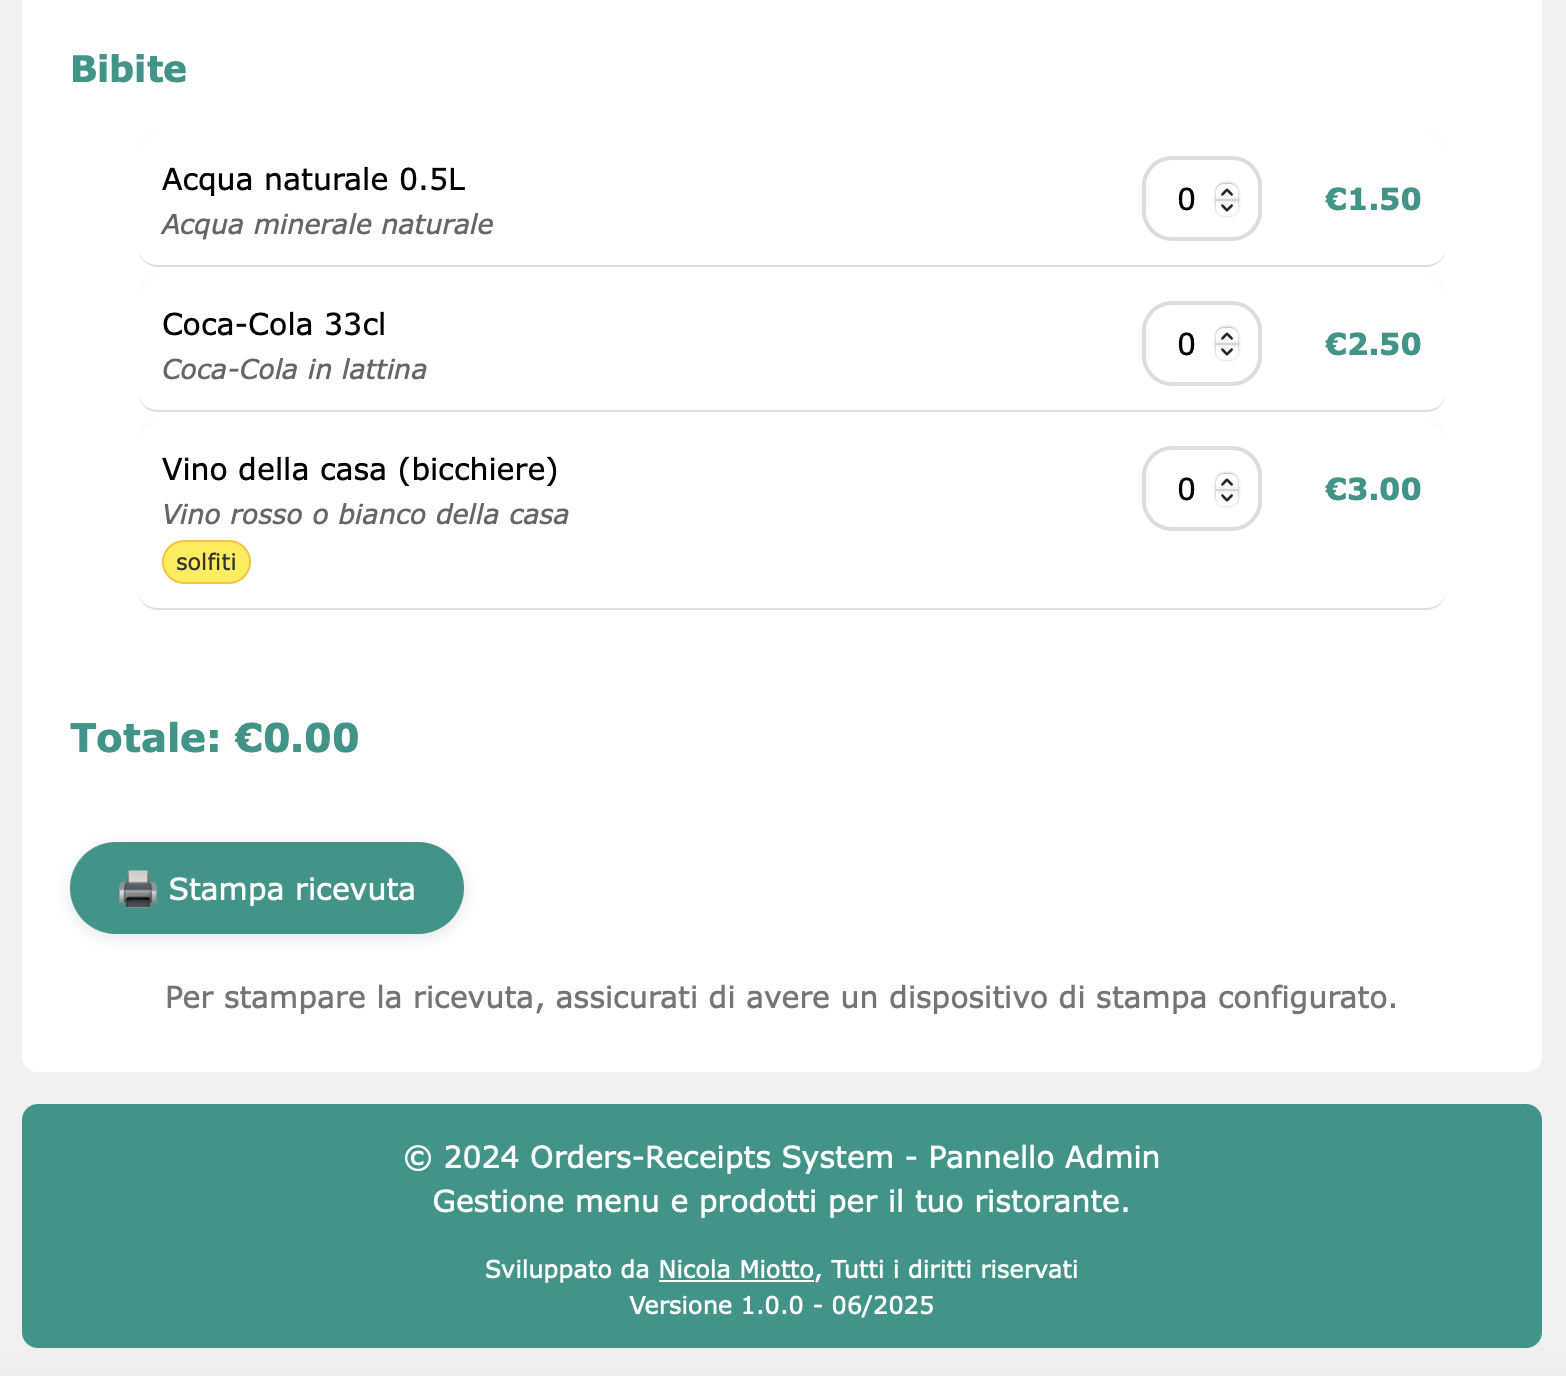 Bibite
Acqua naturale 0.5L
Acqua minerale naturale
0
€1.50
Coca-Cola 33cl
Coca-Cola in lattina
0
€2.50
Vino della casa (bicchiere)
Vino rosso o bianco della casa
solfiti
0
€3.00
Totale: €0.00
Stampa ricevuta
Per stampare la ricevuta, assicurati di avere un dispositivo di stampa configurato.
© 2024 Orders-Receipts System - Pannello Admin
Gestione menu e prodotti per il tuo ristorante.
Sviluppato da Nicola Miotto, Tutti i diritti riservati
Versione 1.0.0 - 06/2025